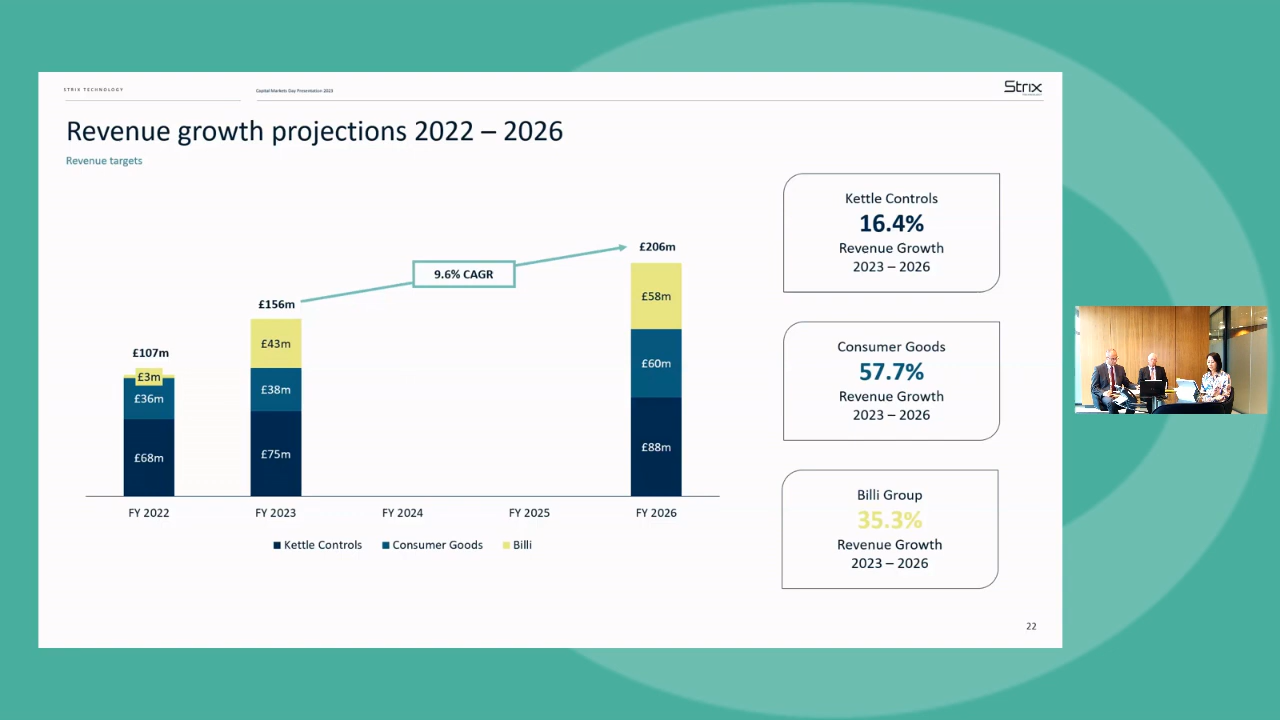 STRIX TECHNOLOGY
Capital Markets Day Presentation 2023
Strix
Revenue growth projections 2022 – 2026
Revenue targets
£107m
£3m
£36m
£68m
£156m
£43m
£38m
£75m
9.6% CAGR
£206m
£58m
£60m
£88m
FY 2022
FY 2023
FY 2024
FY 2025
FY 2026
Kettle Controls
Consumer Goods
Billi
Kettle Controls
16.4%
Revenue Growth
2023 – 2026
Consumer Goods
57.7%
Revenue Growth
2023 – 2026
Billi Group
35.3%
Revenue Growth
2023 – 2026
22